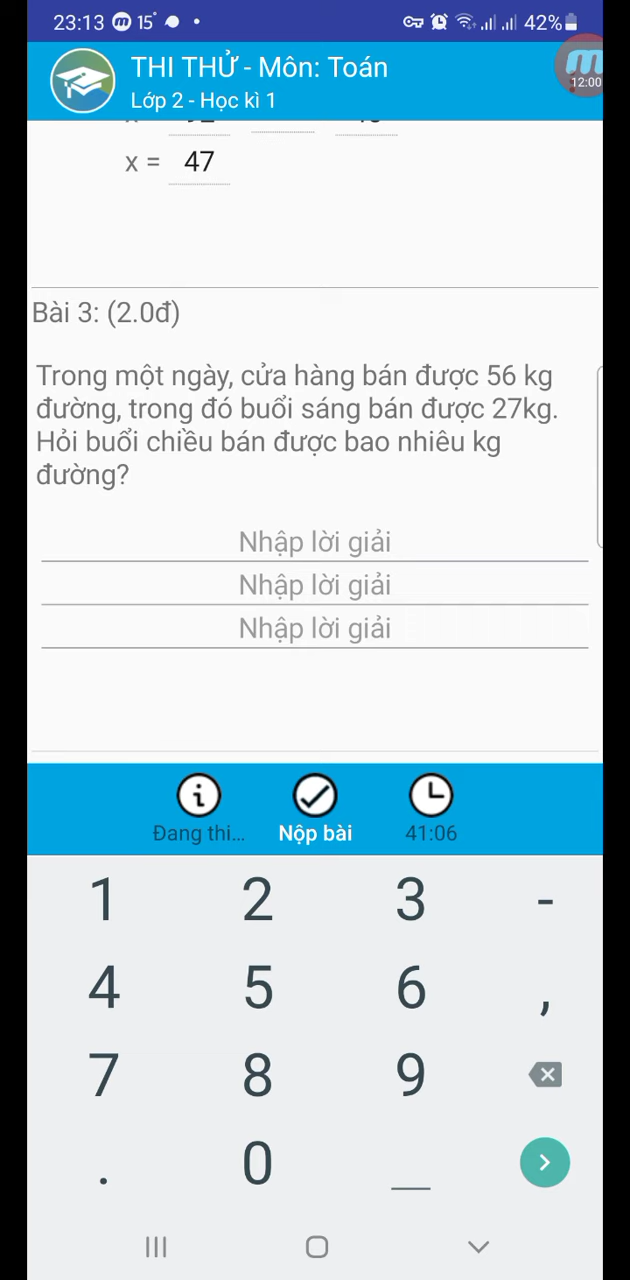 23:13 m 15° 42%
THI THỬ - Môn: Toán
Lớp 2 - Học kì 1
12:00
x = 47
Bài 3: (2.0đ)
Trong một ngày, cửa hàng bán được 56 kg
đường, trong đó buổi sáng bán được 27kg.
Hỏi buổi chiều bán được bao nhiêu kg
đường?
Nhập lời giải
Nhập lời giải
Nhập lời giải
Đang thi... Nộp bài 41:06
1 2 3 -
4 5 6 ,
7 8 9
. 0 _